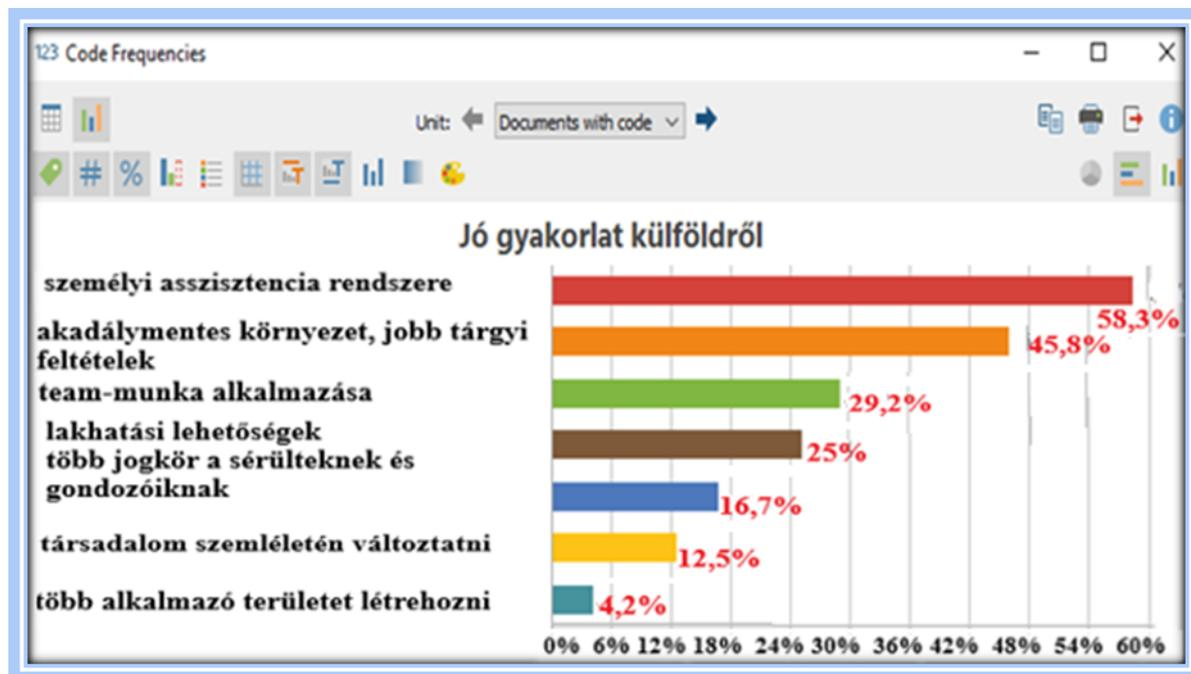 123 Code Frequencies
Unit: Documents with code
Jó gyakorlat külföldről
személyi asszisztencia rendszere
58,3%
akadálymentes környezet, jobb tárgyi
feltételek
45,8%
team-munka alkalmazása
29,2%
lakhatási lehetőségek
25%
több jogkör a sérülteknek és
gondozóiknak
16,7%
társadalom szemléletén változtatni
12,5%
több alkalmazó területet létrehozni
4,2%
0% 6% 12% 18% 24% 30% 36% 42% 48% 54% 60%